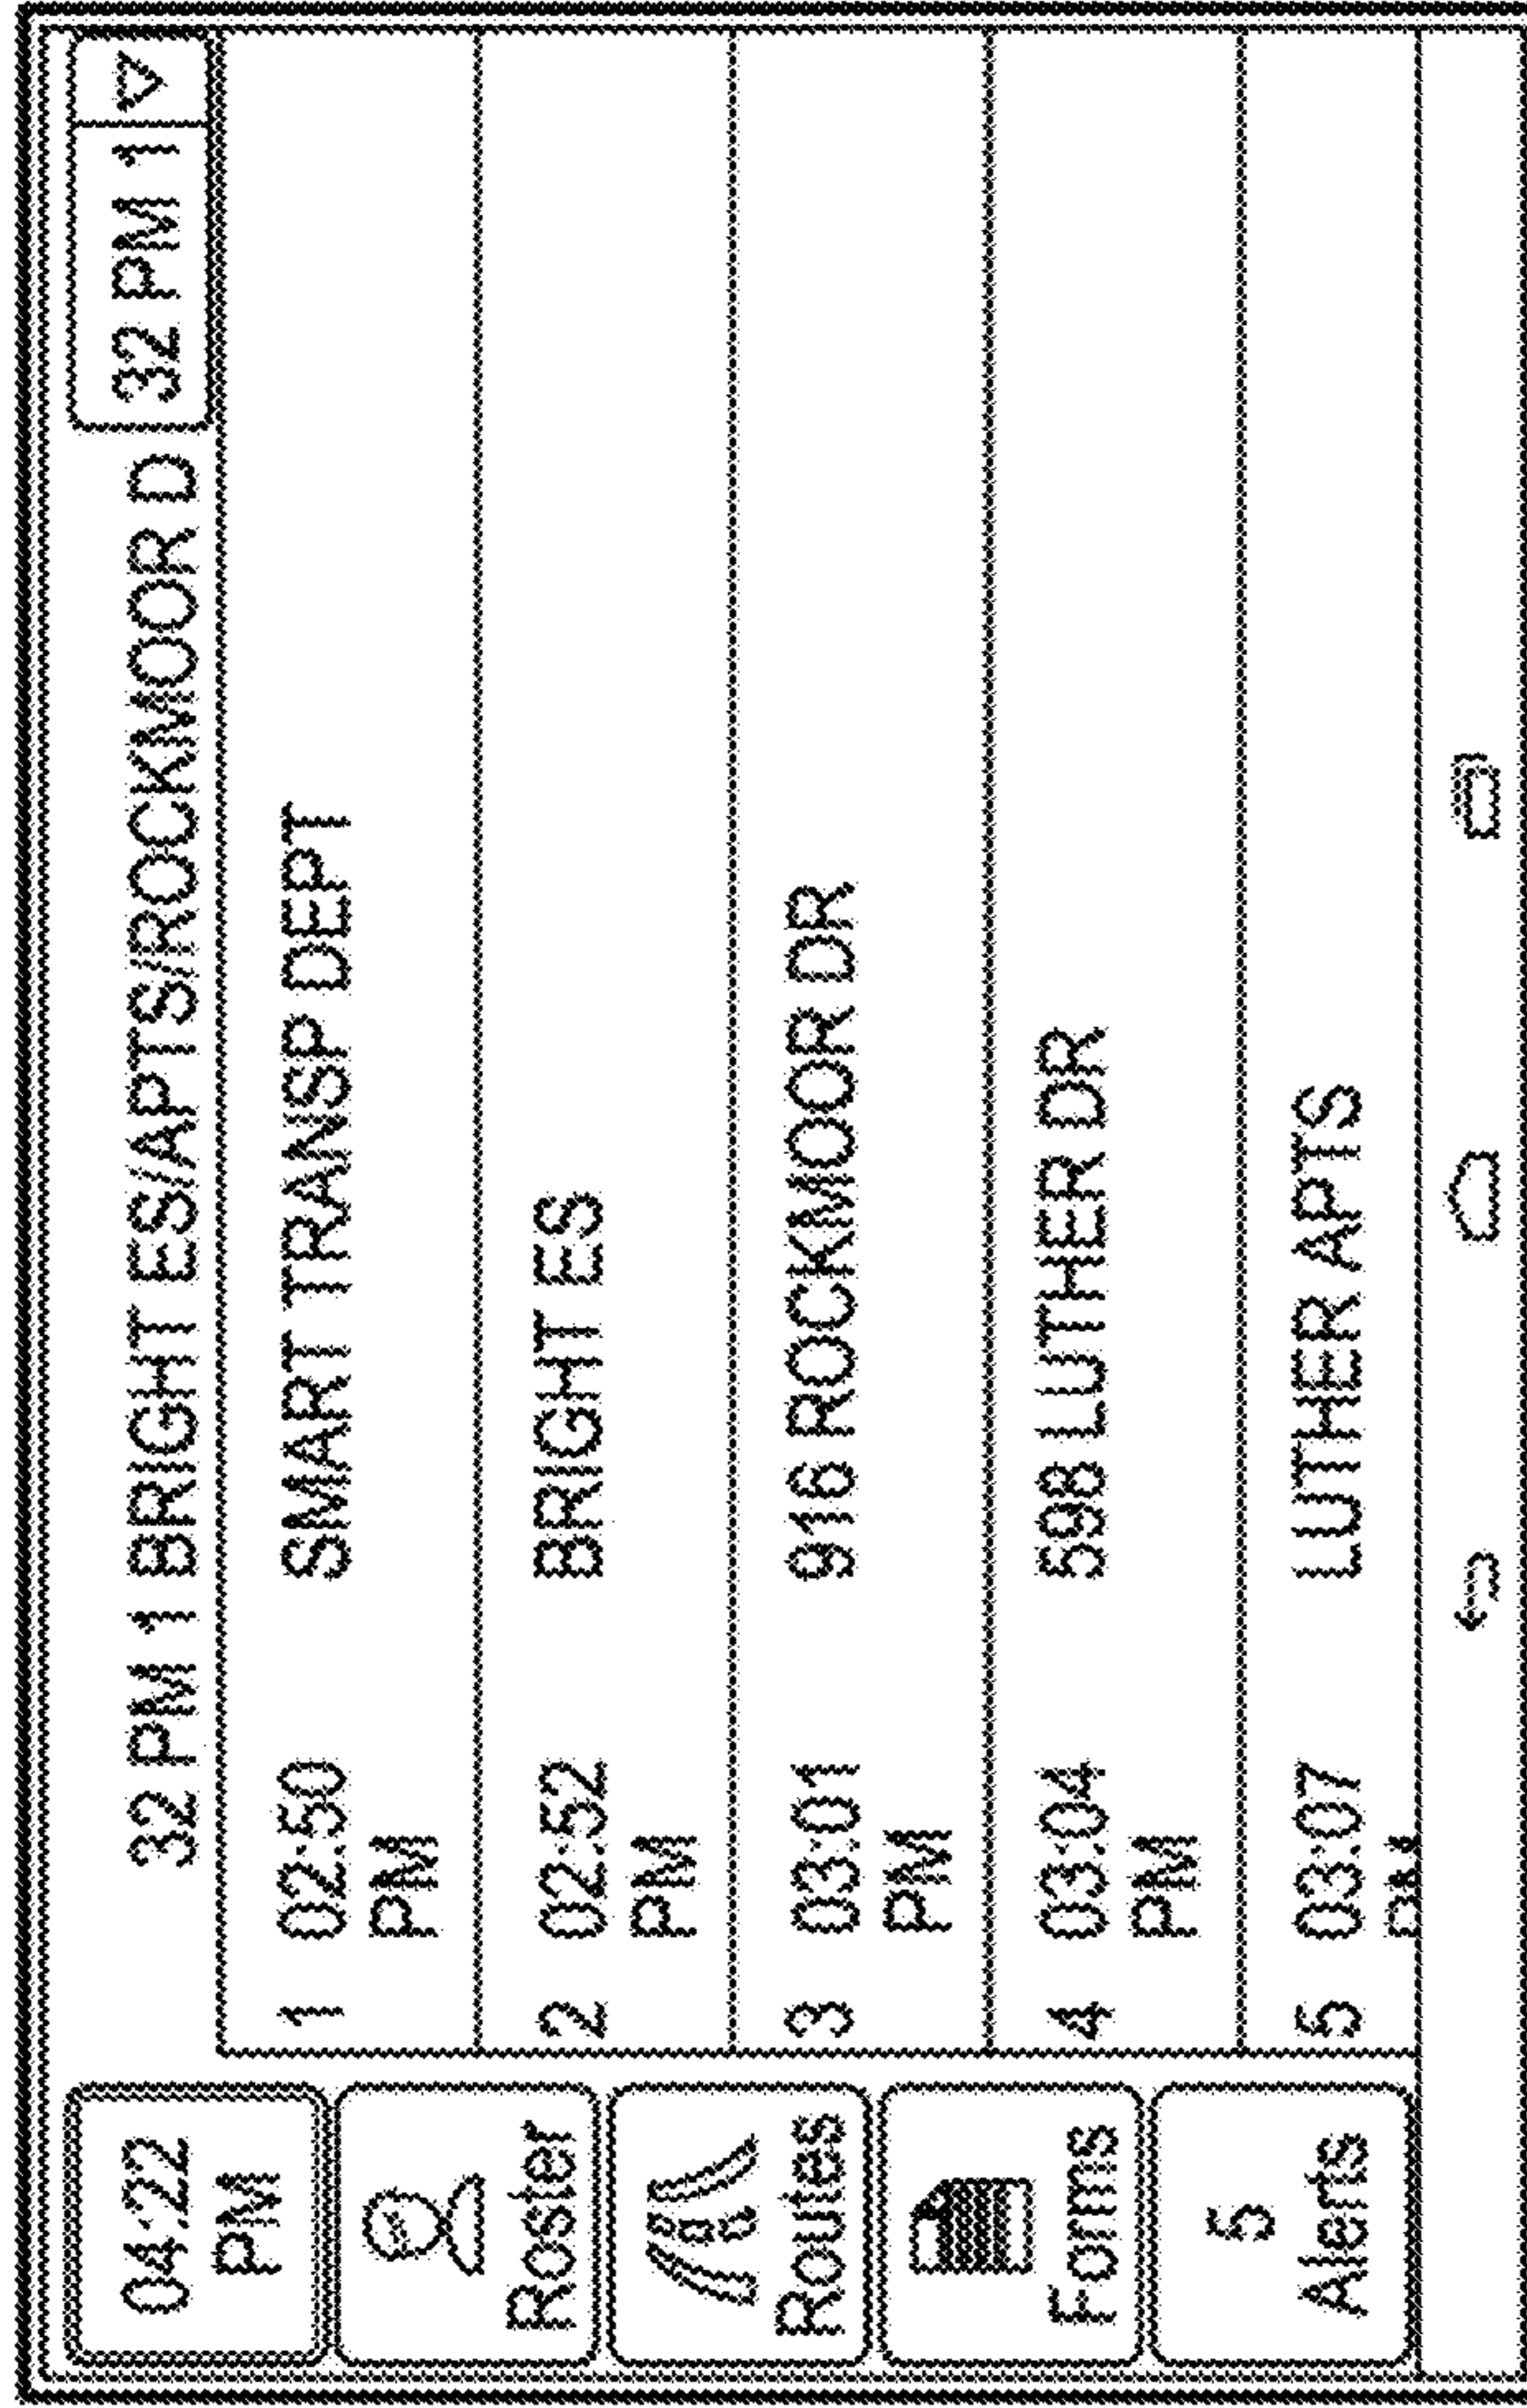 04:22
PM
Roster
Routes
Forms
5
Alerts
32 PM 1 BRIGHT ES/APTS/ROCKMOOR D
32 PM 1
1 02:50 SMART TRANSP DEPT
PM
2 02:52 BRIGHT ES
PM
3 03:01 916 ROCKMOOR DR
PM
4 03:04 598 LUTHER DR
PM
5 03:07 LUTHER APTS
PM